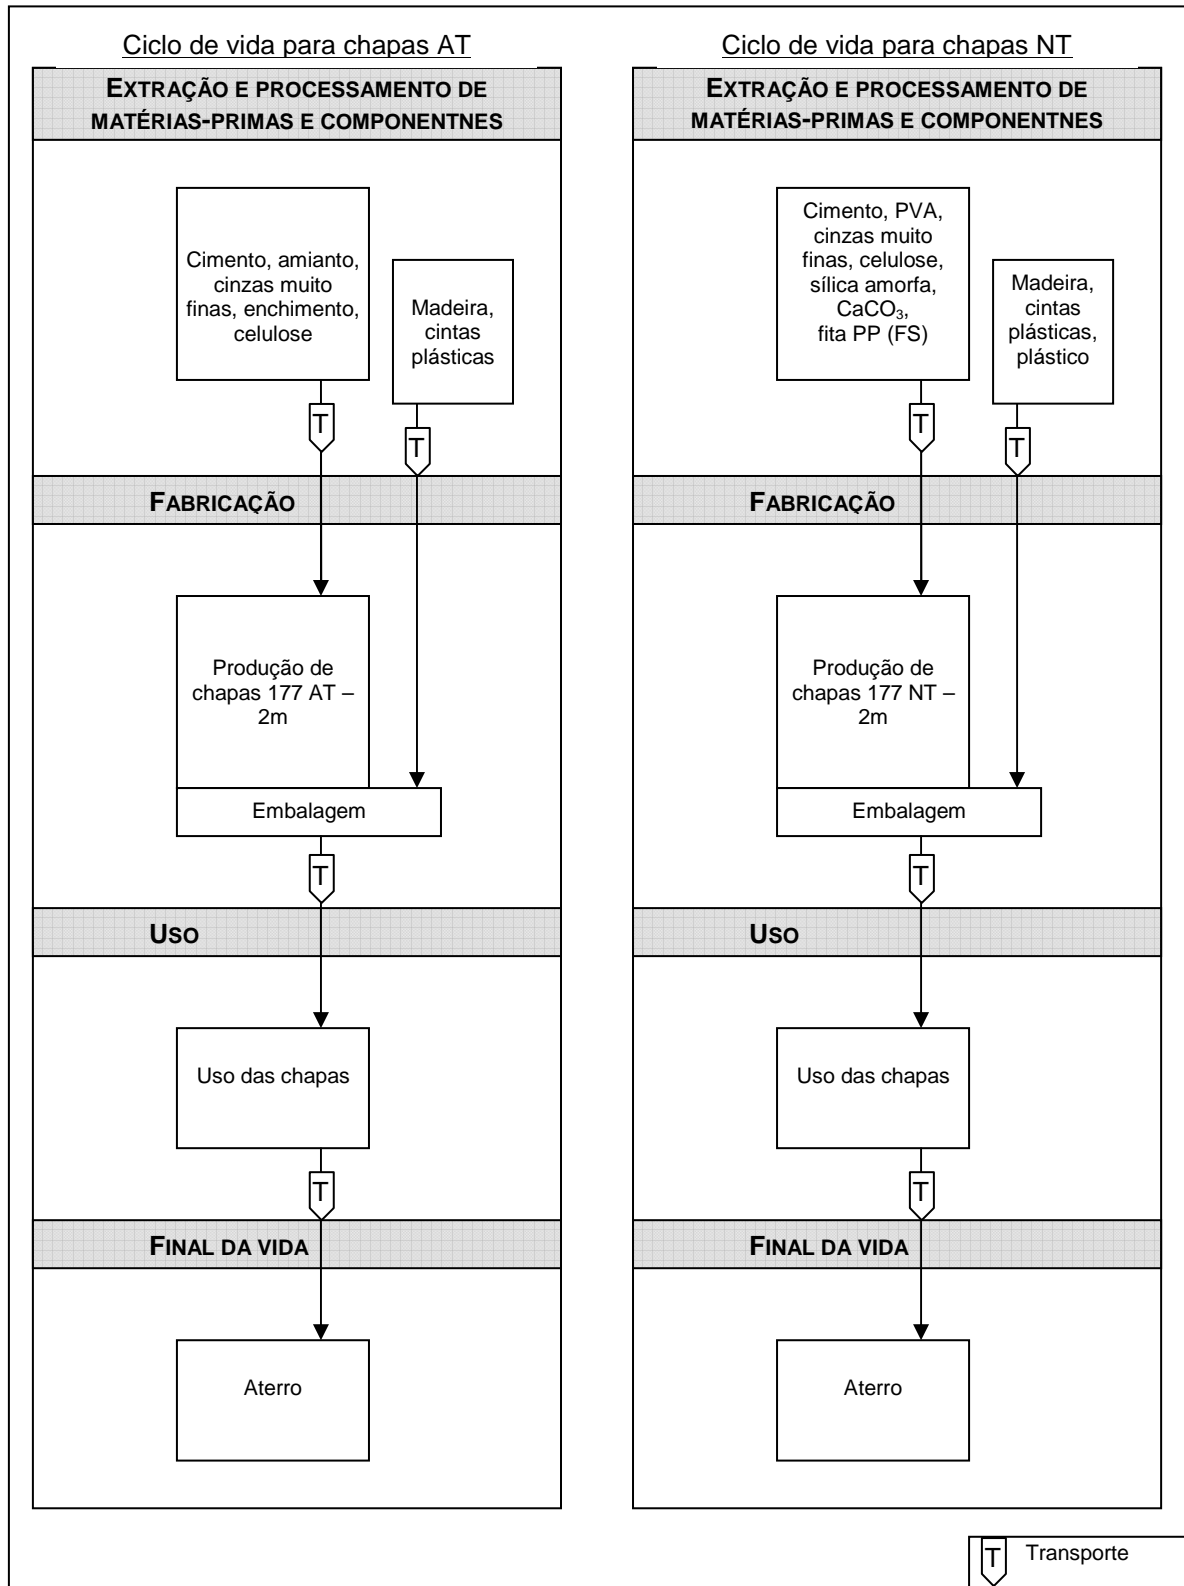 Ciclo de vida para chapas AT
EXTRAÇÃO E PROCESSAMENTO DE
MATÉRIAS-PRIMAS E COMPONENTNES
Cimento, amianto,
cinzas muito
finas, enchimento,
celulose
Madeira,
cintas
plásticas
T
T
FABRICAÇÃO
Produção de
chapas 177 AT –
2m
Embalagem
T
USO
Uso das chapas
T
FINAL DA VIDA
Aterro
Ciclo de vida para chapas NT
EXTRAÇÃO E PROCESSAMENTO DE
MATÉRIAS-PRIMAS E COMPONENTNES
Cimento, PVA,
cinzas muito
finas, celulose,
sílica amorfa,
CaCO₃,
fita PP (FS)
Madeira,
cintas
plásticas,
plástico
T
T
FABRICAÇÃO
Produção de
chapas 177 NT –
2m
Embalagem
T
USO
Uso das chapas
T
FINAL DA VIDA
Aterro
T Transporte